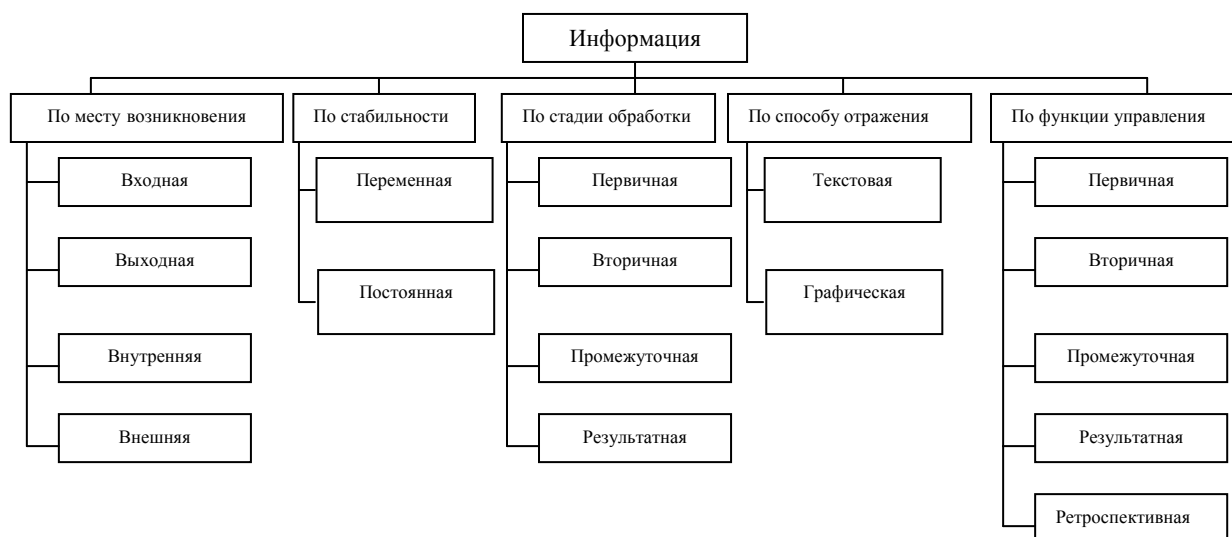 Информация
По месту возникновения
По стабильности
По стадии обработки
По способу отражения
По функции управления
Входная
Выходная
Внутренняя
Внешняя
Переменная
Постоянная
Первичная
Вторичная
Промежуточная
Результатная
Текстовая
Графическая
Первичная
Вторичная
Промежуточная
Результатная
Ретроспективная